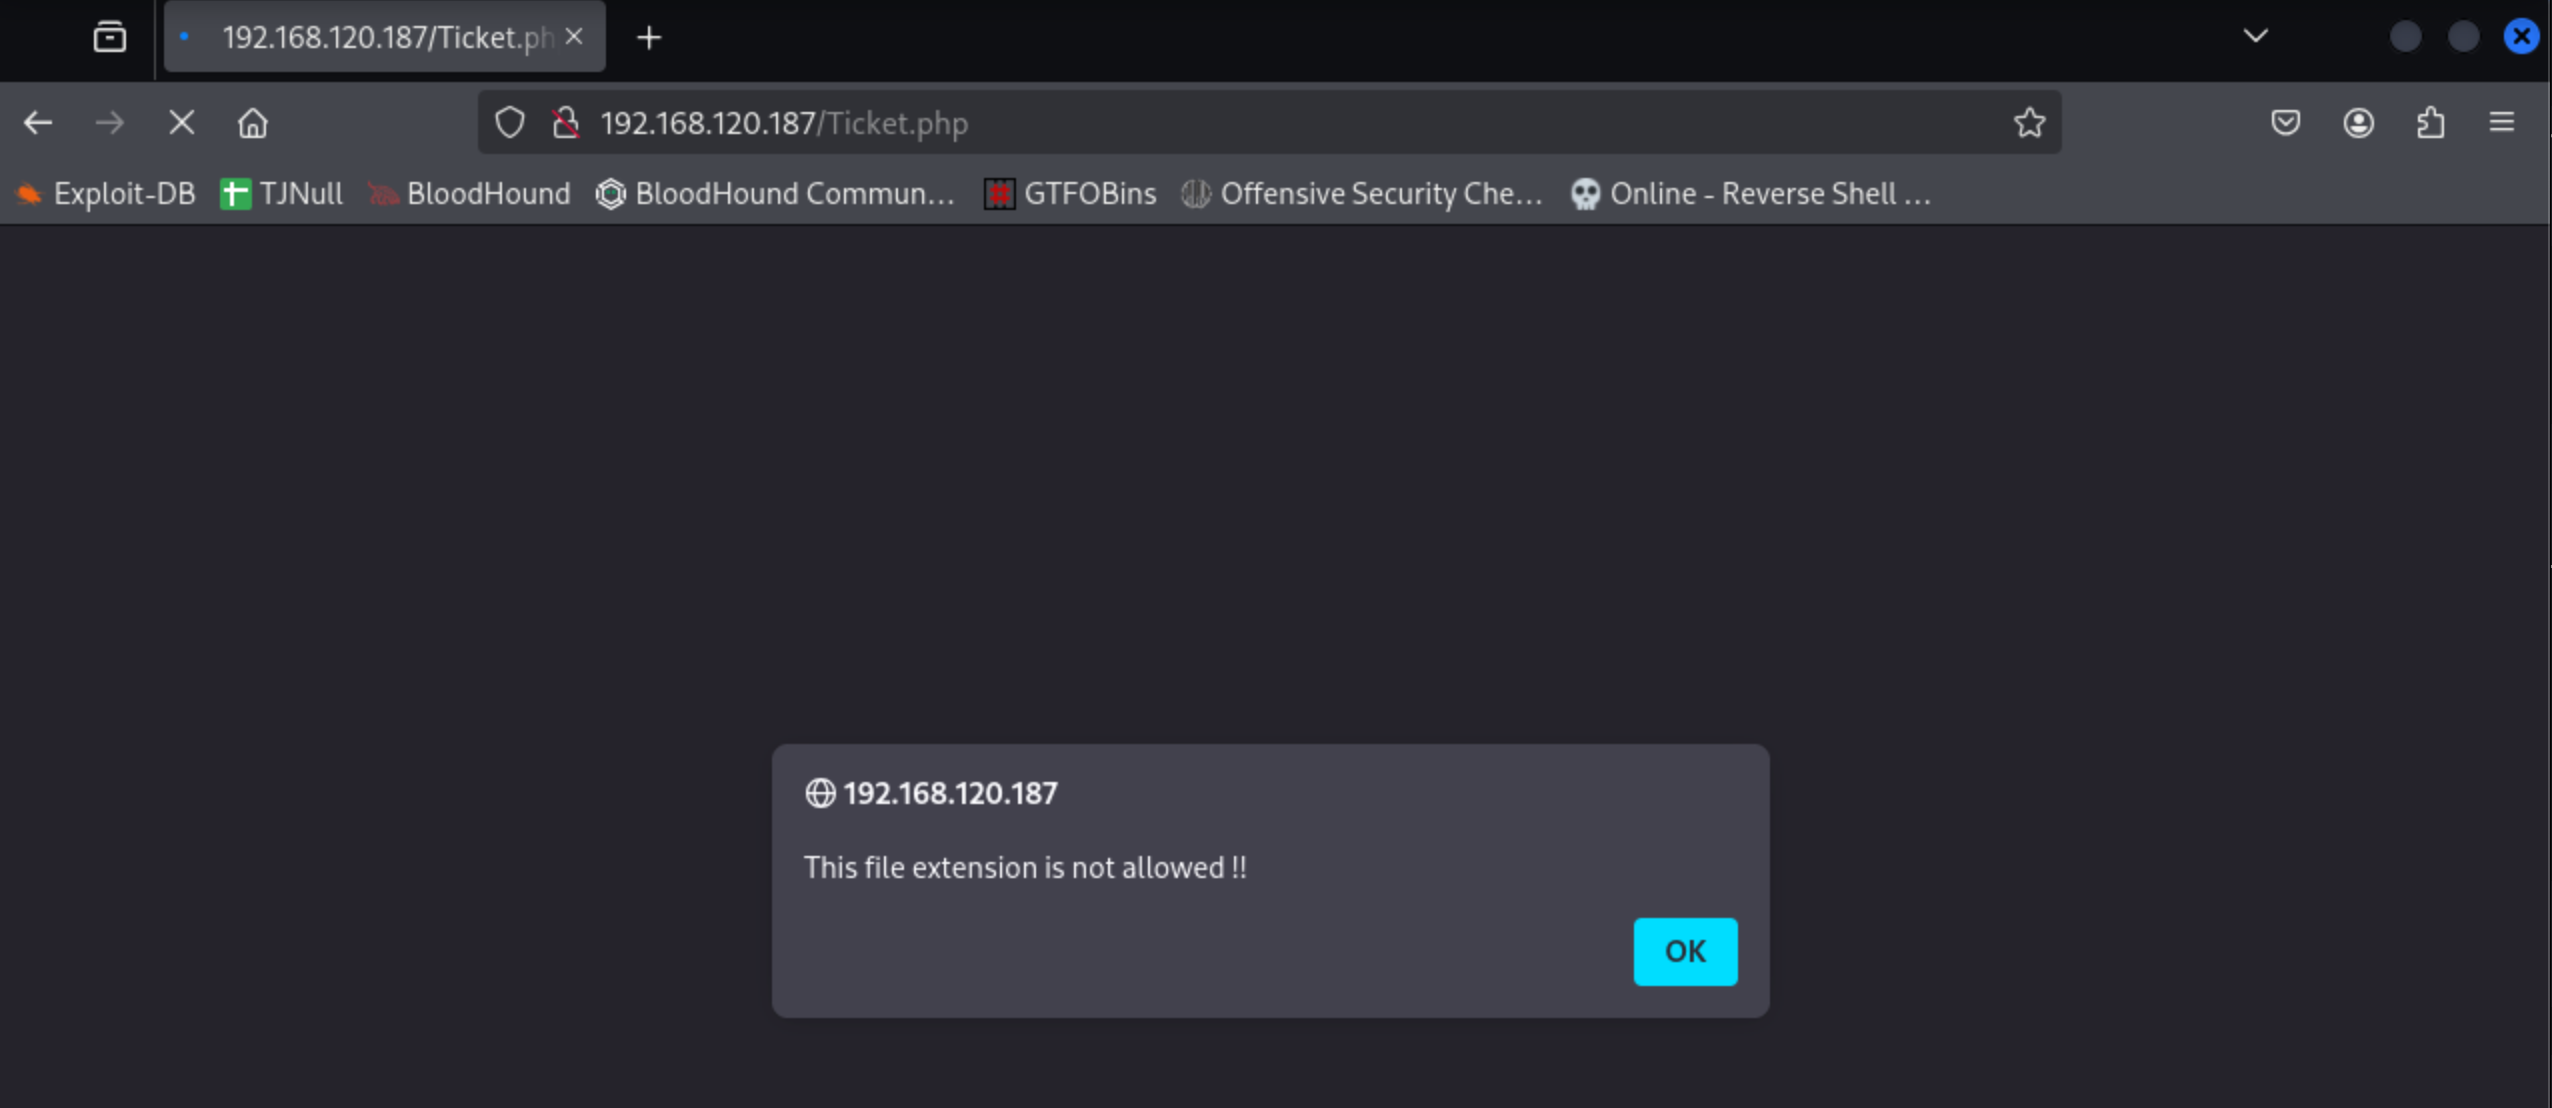 192.168.120.187/Ticket.ph
192.168.120.187/Ticket.php
Exploit-DB TJNull BloodHound BloodHound Commun… GTFOBins Offensive Security Che… Online - Reverse Shell …
192.168.120.187
This file extension is not allowed !!
OK